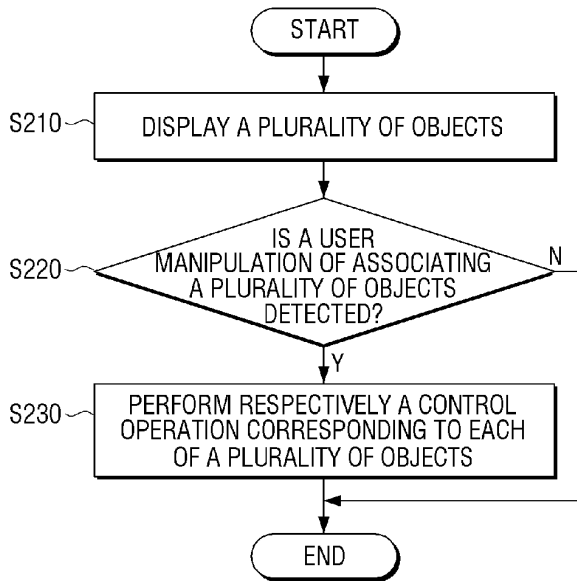 START
S210
DISPLAY A PLURALITY OF OBJECTS
S220
IS A USER
MANIPULATION OF ASSOCIATING
A PLURALITY OF OBJECTS
DETECTED?
N
Y
S230
PERFORM RESPECTIVELY A CONTROL
OPERATION CORRESPONDING TO EACH
OF A PLURALITY OF OBJECTS
END